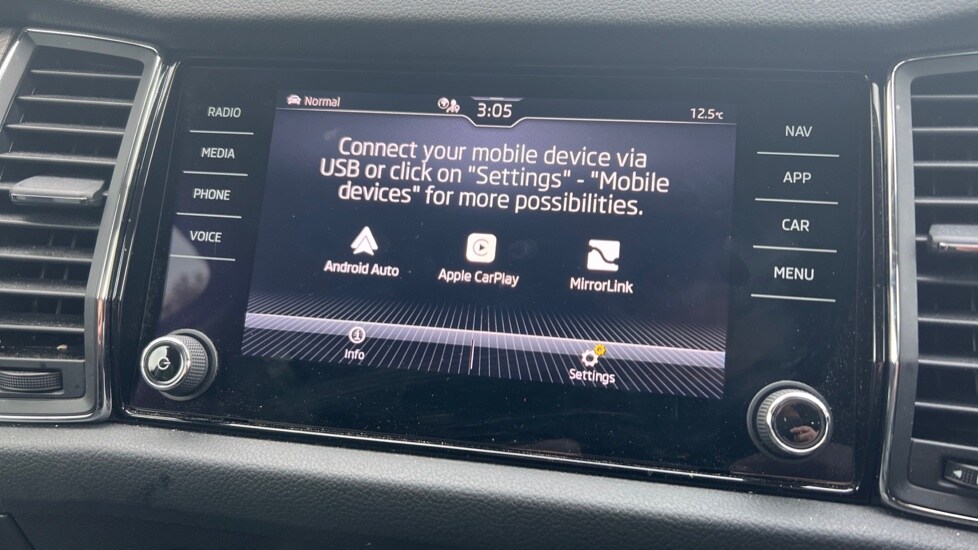 RADIO
MEDIA
PHONE
VOICE
Normal
3:05
12.5°C
Connect your mobile device via
USB or click on "Settings" - "Mobile
devices" for more possibilities.
Android Auto
Apple CarPlay
MirrorLink
Info
Settings
NAV
APP
CAR
MENU